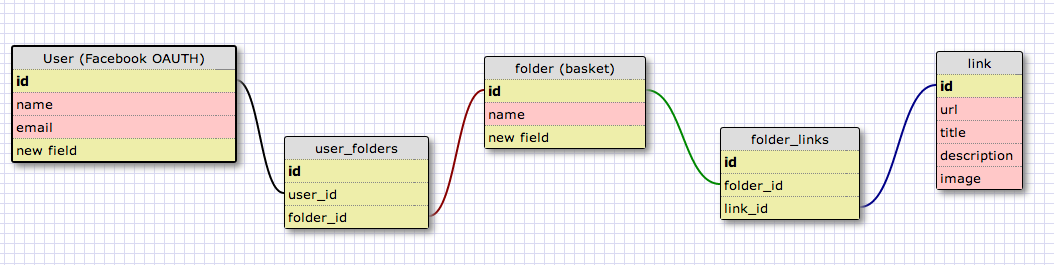 User (Facebook OAUTH)
id
name
email
new field
user_folders
id
user_id
folder_id
folder (basket)
id
name
new field
folder_links
id
folder_id
link_id
link
id
url
title
description
image